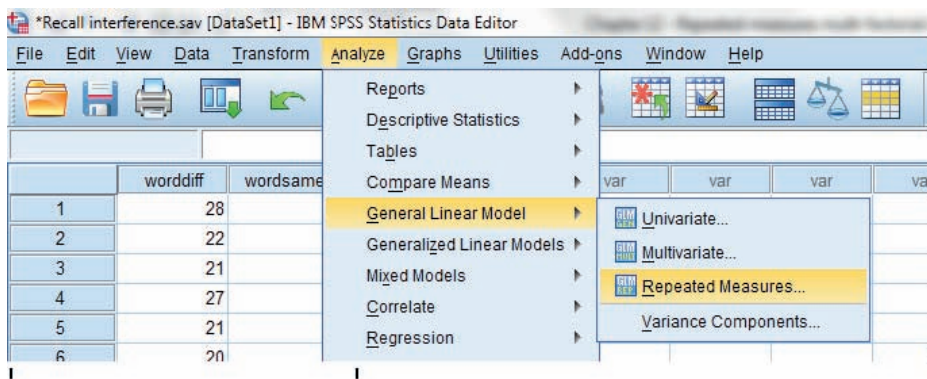 *Recall interference.sav [DataSet1] - IBM SPSS Statistics Data Editor
File Edit View Data Transform Analyze Graphs Utilities Add-ons Window Help
Reports
Descriptive Statistics
Tables
worddiff wordsame Compare Means var var var va
1 28 General Linear Model Univariate...
2 22 Generalized Linear Models Multivariate...
3 21 Mixed Models Repeated Measures...
4 27 Correlate Variance Components...
5 21 Regression
6 20